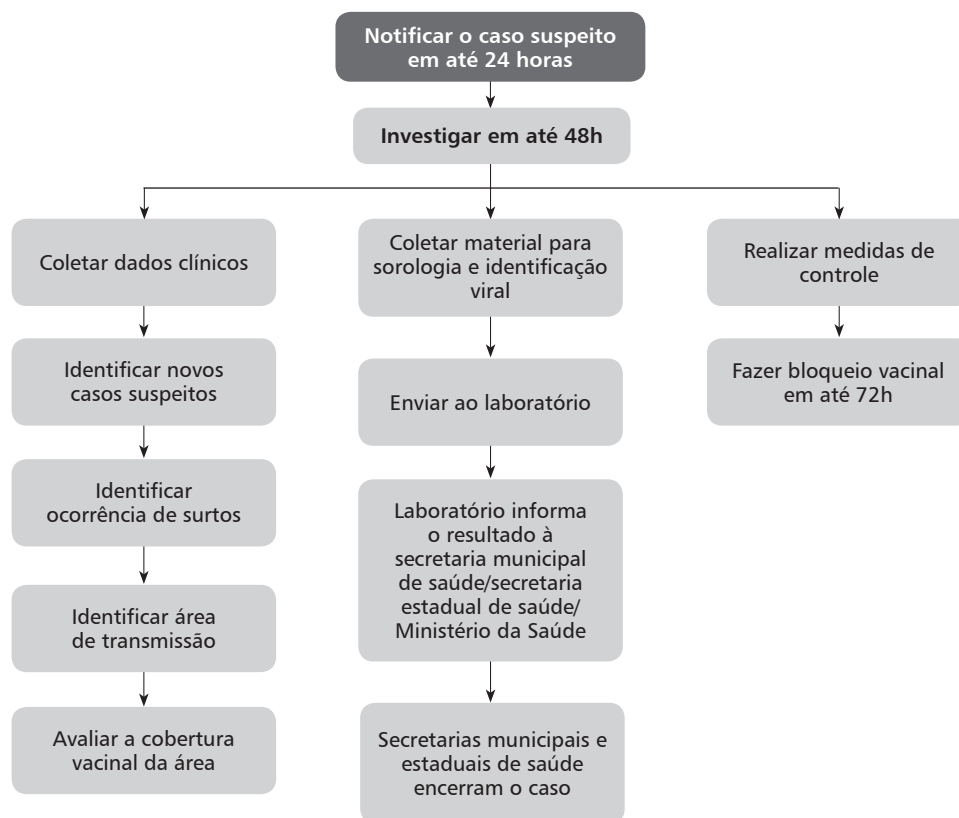 Notificar o caso suspeito
em até 24 horas
Investigar em até 48h
Coletar dados clínicos
Identificar novos
casos suspeitos
Identificar
ocorrência de surtos
Identificar área
de transmissão
Avaliar a cobertura
vacinal da área
Coletar material para
sorologia e identificação
viral
Enviar ao laboratório
Laboratório informa
o resultado à
secretaria municipal
de saúde/secretaria
estadual de saúde/
Ministério da Saúde
Secretarias municipais e
estaduais de saúde
encerram o caso
Realizar medidas de
controle
Fazer bloqueio vacinal
em até 72h